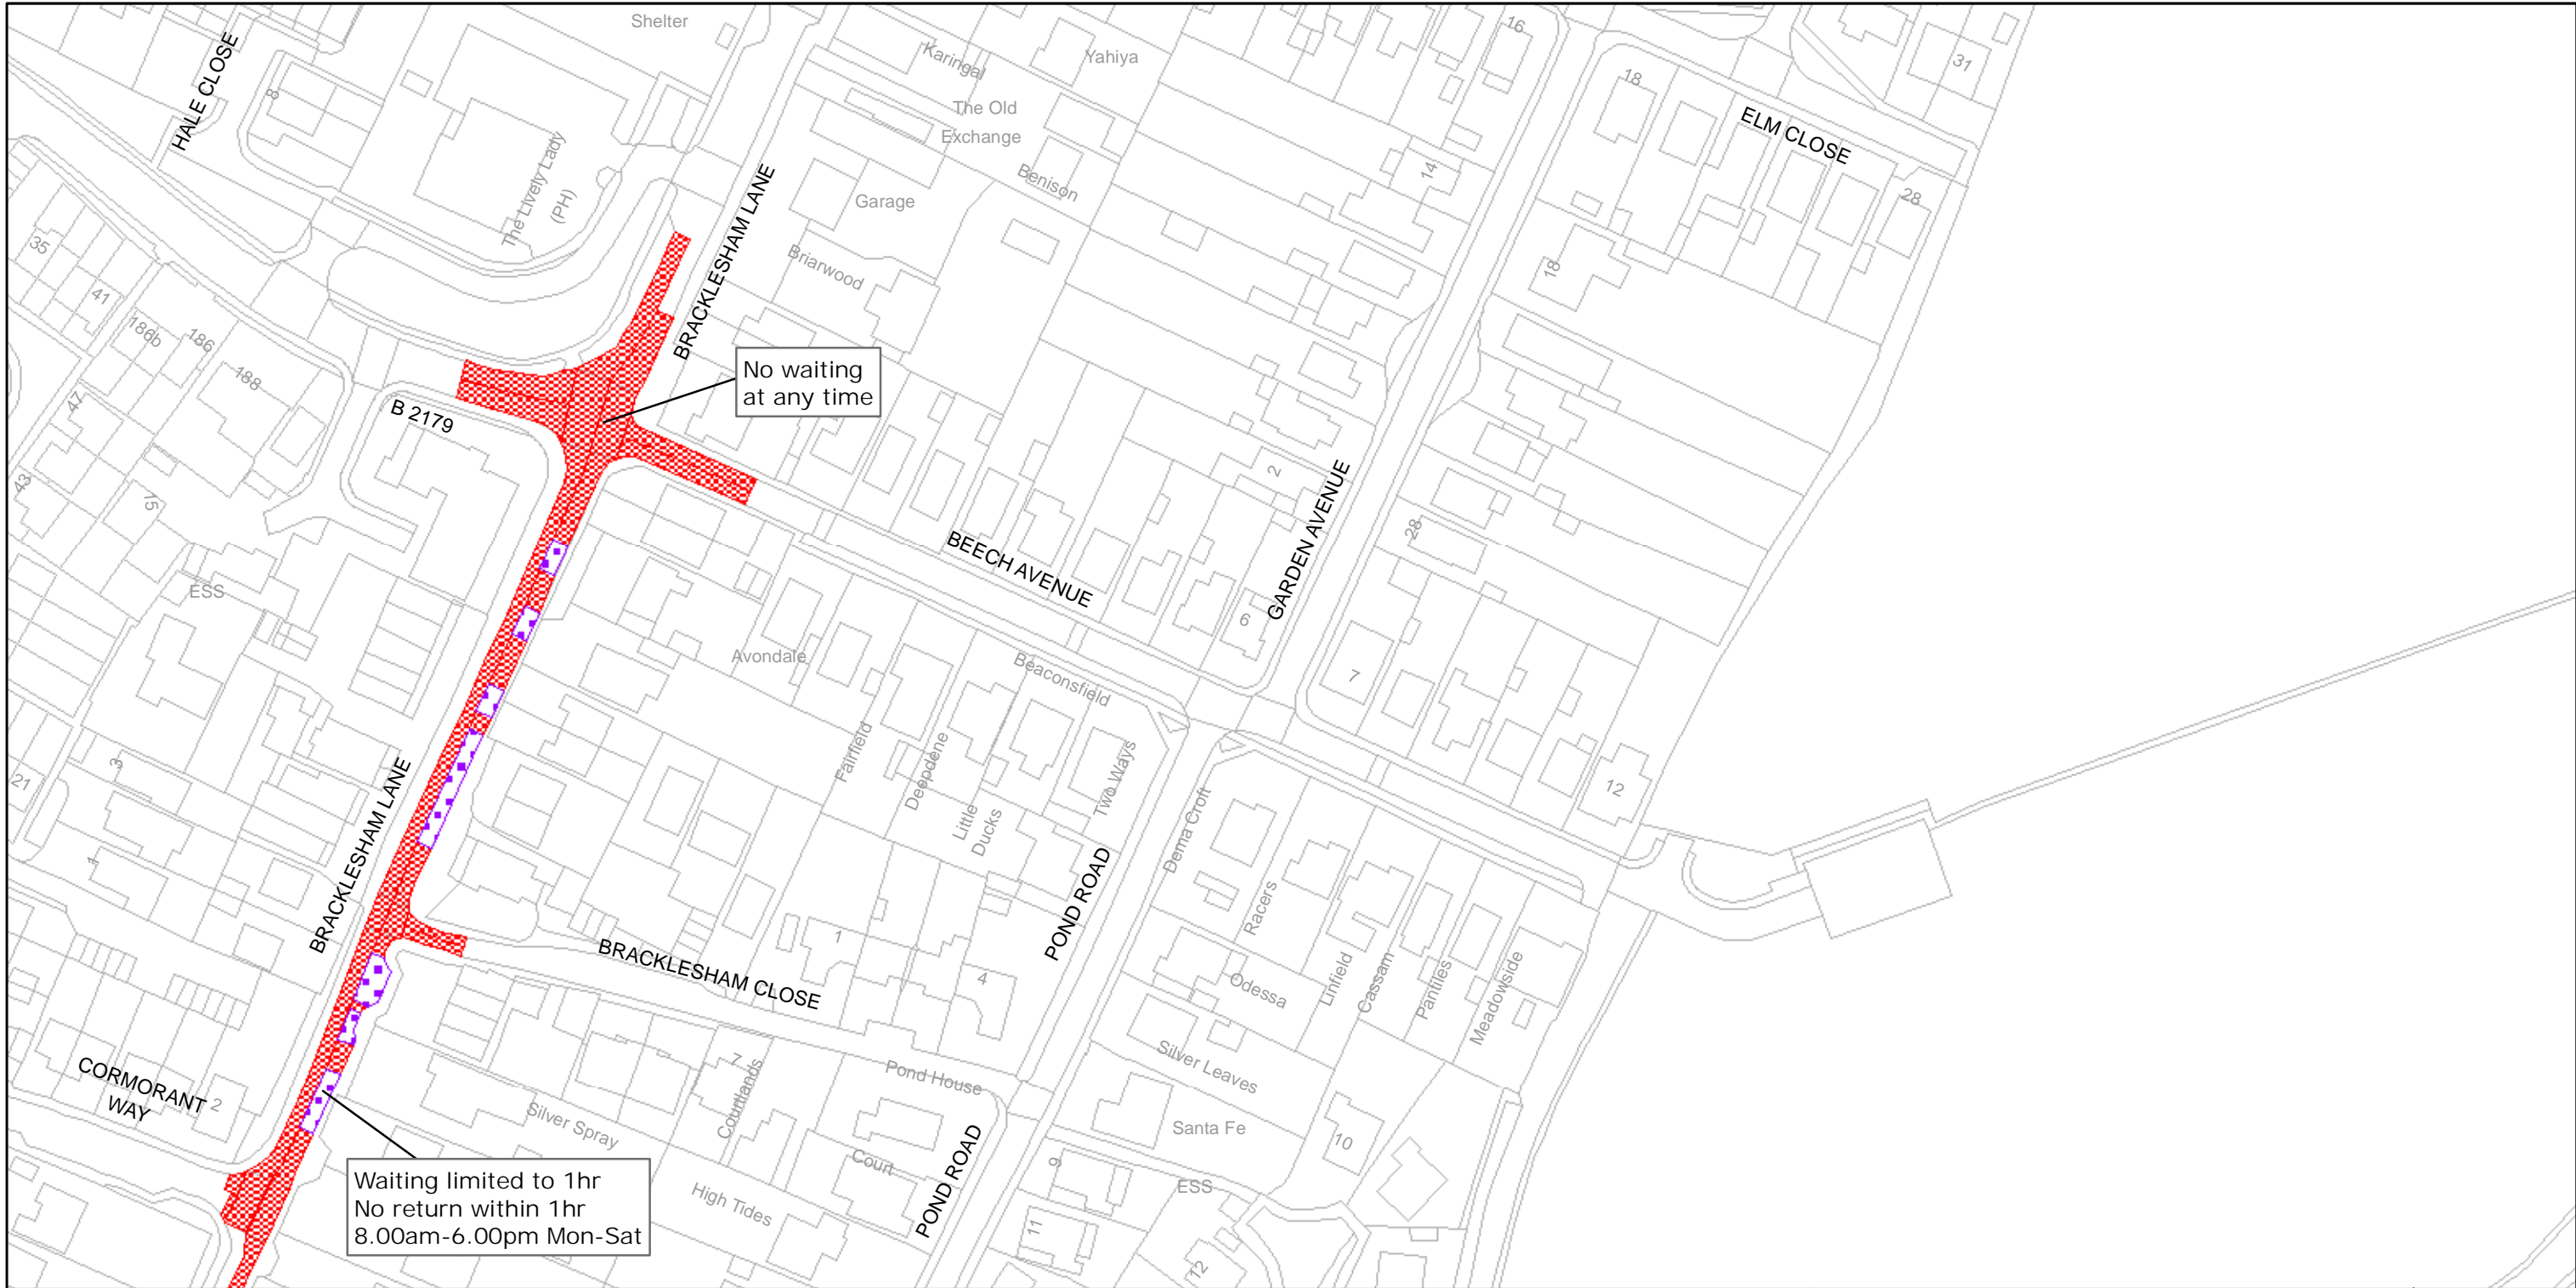 Shelter
HALE CLOSE
8
The Lively Lady
(PH)
Karingal
Yahiya
The Old
Exchange
Benison
Garage
Briarwood
BRACKLESHAM LANE
16
18
31
ELM CLOSE
28
14
18
35
41
186b
186
188
47
43
75
B 2179
No waiting
at any time
2
28
GARDEN AVENUE
BEECH AVENUE
6
7
ESS
Avondale
Beaconsfield
Fairfield
Deepdene
Little
Ducks
Two Ways
Dema Croft
12
21
3
1
BRACKLESHAM LANE
POND ROAD
Racers
Odessa
Linfield
Cassam
Pantiles
Meadowside
1
4
BRACKLESHAM CLOSE
CORMORANT
WAY
2
7
Courtlands
Silver Spray
Pond House
Court
High Tides
POND ROAD
Silver Leaves
Santa Fe
10
9
11
ESS
12
Waiting limited to 1hr
No return within 1hr
8.00am-6.00pm Mon-Sat